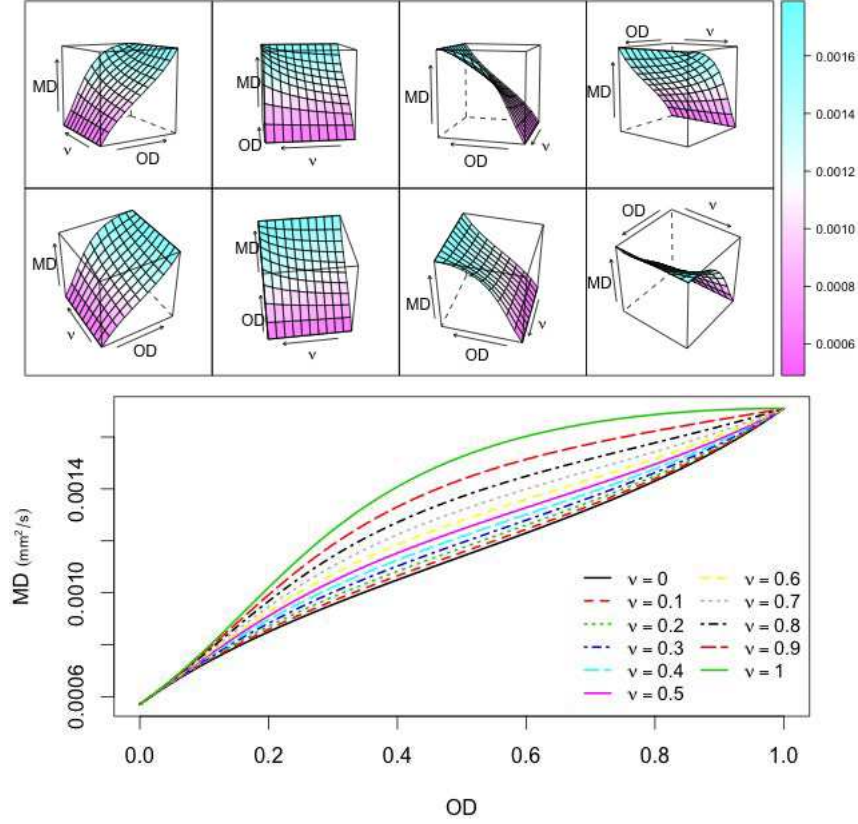 MD
ν
OD
MD
OD
ν
MD
OD
ν
OD
ν
MD
MD
ν
OD
MD
OD
ν
MD
OD
ν
OD
ν
MD
0.0016
0.0014
0.0012
0.0010
0.0008
0.0006
MD (mm²/s)
0.0014
0.0010
0.0006
ν = 0
ν = 0.1
ν = 0.2
ν = 0.3
ν = 0.4
ν = 0.5
ν = 0.6
ν = 0.7
ν = 0.8
ν = 0.9
ν = 1
0.0 0.2 0.4 0.6 0.8 1.0
OD